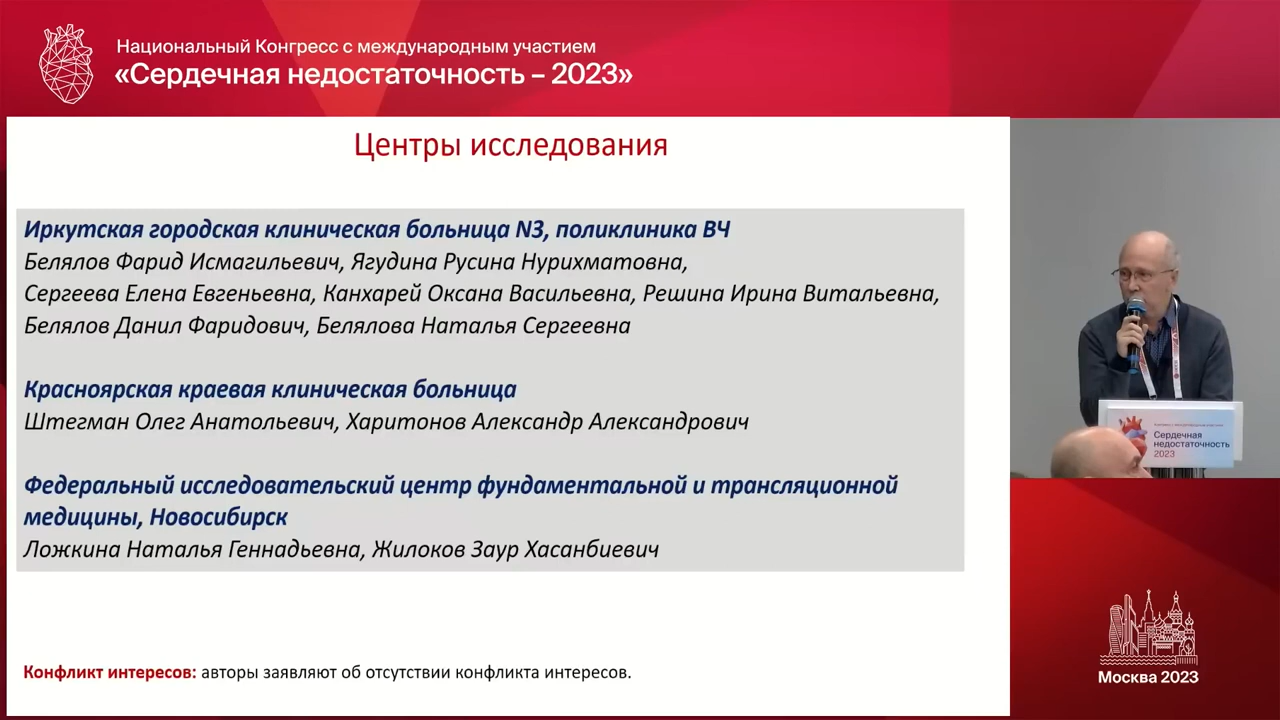 Национальный Конгресс с международным участием
«Сердечная недостаточность – 2023»
Центры исследования
Иркутская городская клиническая больница N3, поликлиника ВЧ
Белялов Фарид Исмагильевич, Ягудина Русина Нурихматовна,
Сергеева Елена Евгеньевна, Канхарей Оксана Васильевна, Решина Ирина Витальевна,
Белялов Данил Фаридович, Белялова Наталья Сергеевна
Красноярская краевая клиническая больница
Штегман Олег Анатольевич, Харитонов Александр Александрович
Федеральный исследовательский центр фундаментальной и трансляционной
медицины, Новосибирск
Ложкина Наталья Геннадьевна, Жилоков Заур Хасанбиевич
Конфликт интересов: авторы заявляют об отсутствии конфликта интересов.
Сердечная
недостаточность
2023
Москва 2023